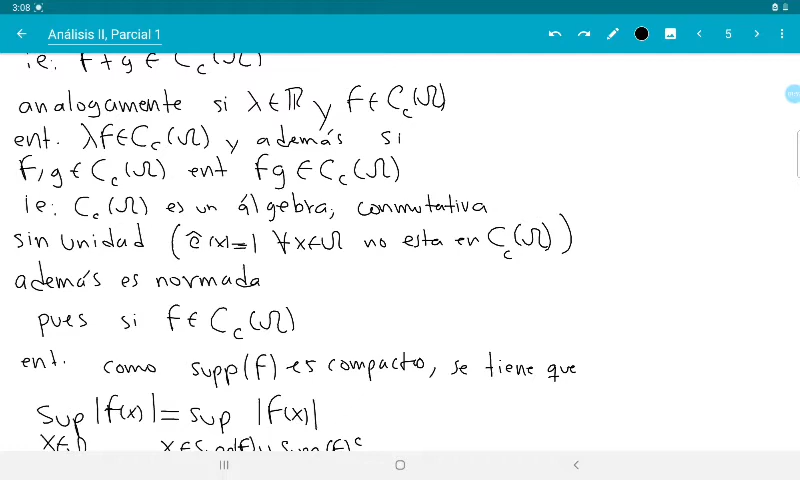 3:08
Análisis II, Parcial 1
5
ie: f + g ∈ C_c(Ω)
analogamente si λ∈ℝ y f∈C_c(Ω)
ent. λf∈C_c(Ω) y además si
f,g∈C_c(Ω) ent fg∈C_c(Ω)
ie: C_c(Ω) es un álgebra, conmutativa
sin unidad (ê(x)=1 ∀x∈Ω no esta en C_c(Ω))
además es normada
pues si f∈C_c(Ω)
ent. como supp(f) es compacto, se tiene que
Sup |f(x)| = sup |f(x)|
x∈Ω x∈supp(f)∪supp(f)^c